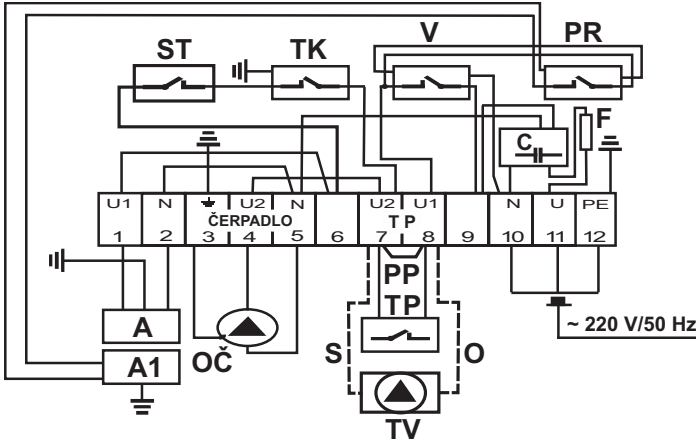 ST TK V PR
C F
U1 N U2 N U2 U1 N U PE
ČERPADLO T P
1 2 3 4 5 6 7 8 9 10 11 12
PP
A TP
~ 220 V/50 Hz
A1 OČ S O
TV